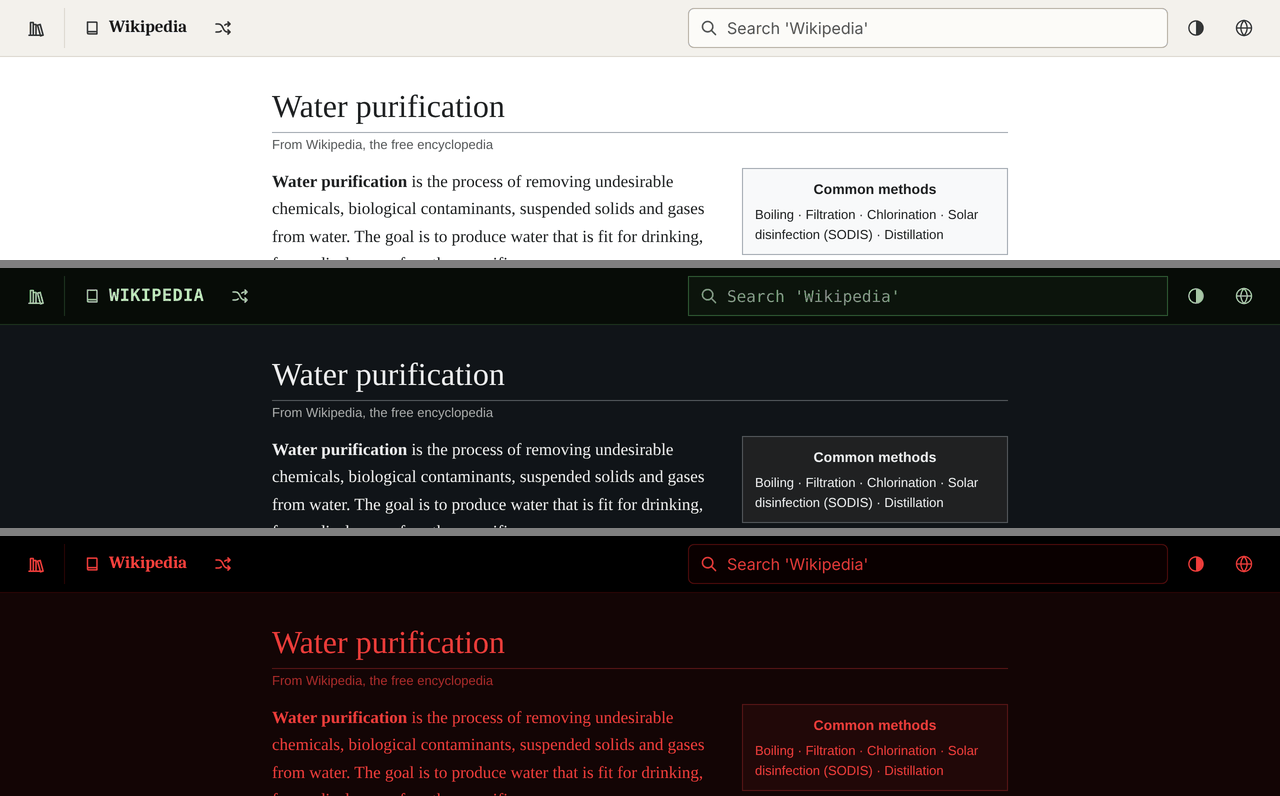 Wikipedia
Search 'Wikipedia'
Water purification
From Wikipedia, the free encyclopedia
Water purification is the process of removing undesirable
chemicals, biological contaminants, suspended solids and gases
from water. The goal is to produce water that is fit for drinking,
Common methods
Boiling · Filtration · Chlorination · Solar
disinfection (SODIS) · Distillation
WIKIPEDIA
Search 'Wikipedia'
Water purification
From Wikipedia, the free encyclopedia
Water purification is the process of removing undesirable
chemicals, biological contaminants, suspended solids and gases
from water. The goal is to produce water that is fit for drinking,
Common methods
Boiling · Filtration · Chlorination · Solar
disinfection (SODIS) · Distillation
Wikipedia
Search 'Wikipedia'
Water purification
From Wikipedia, the free encyclopedia
Water purification is the process of removing undesirable
chemicals, biological contaminants, suspended solids and gases
from water. The goal is to produce water that is fit for drinking,
Common methods
Boiling · Filtration · Chlorination · Solar
disinfection (SODIS) · Distillation